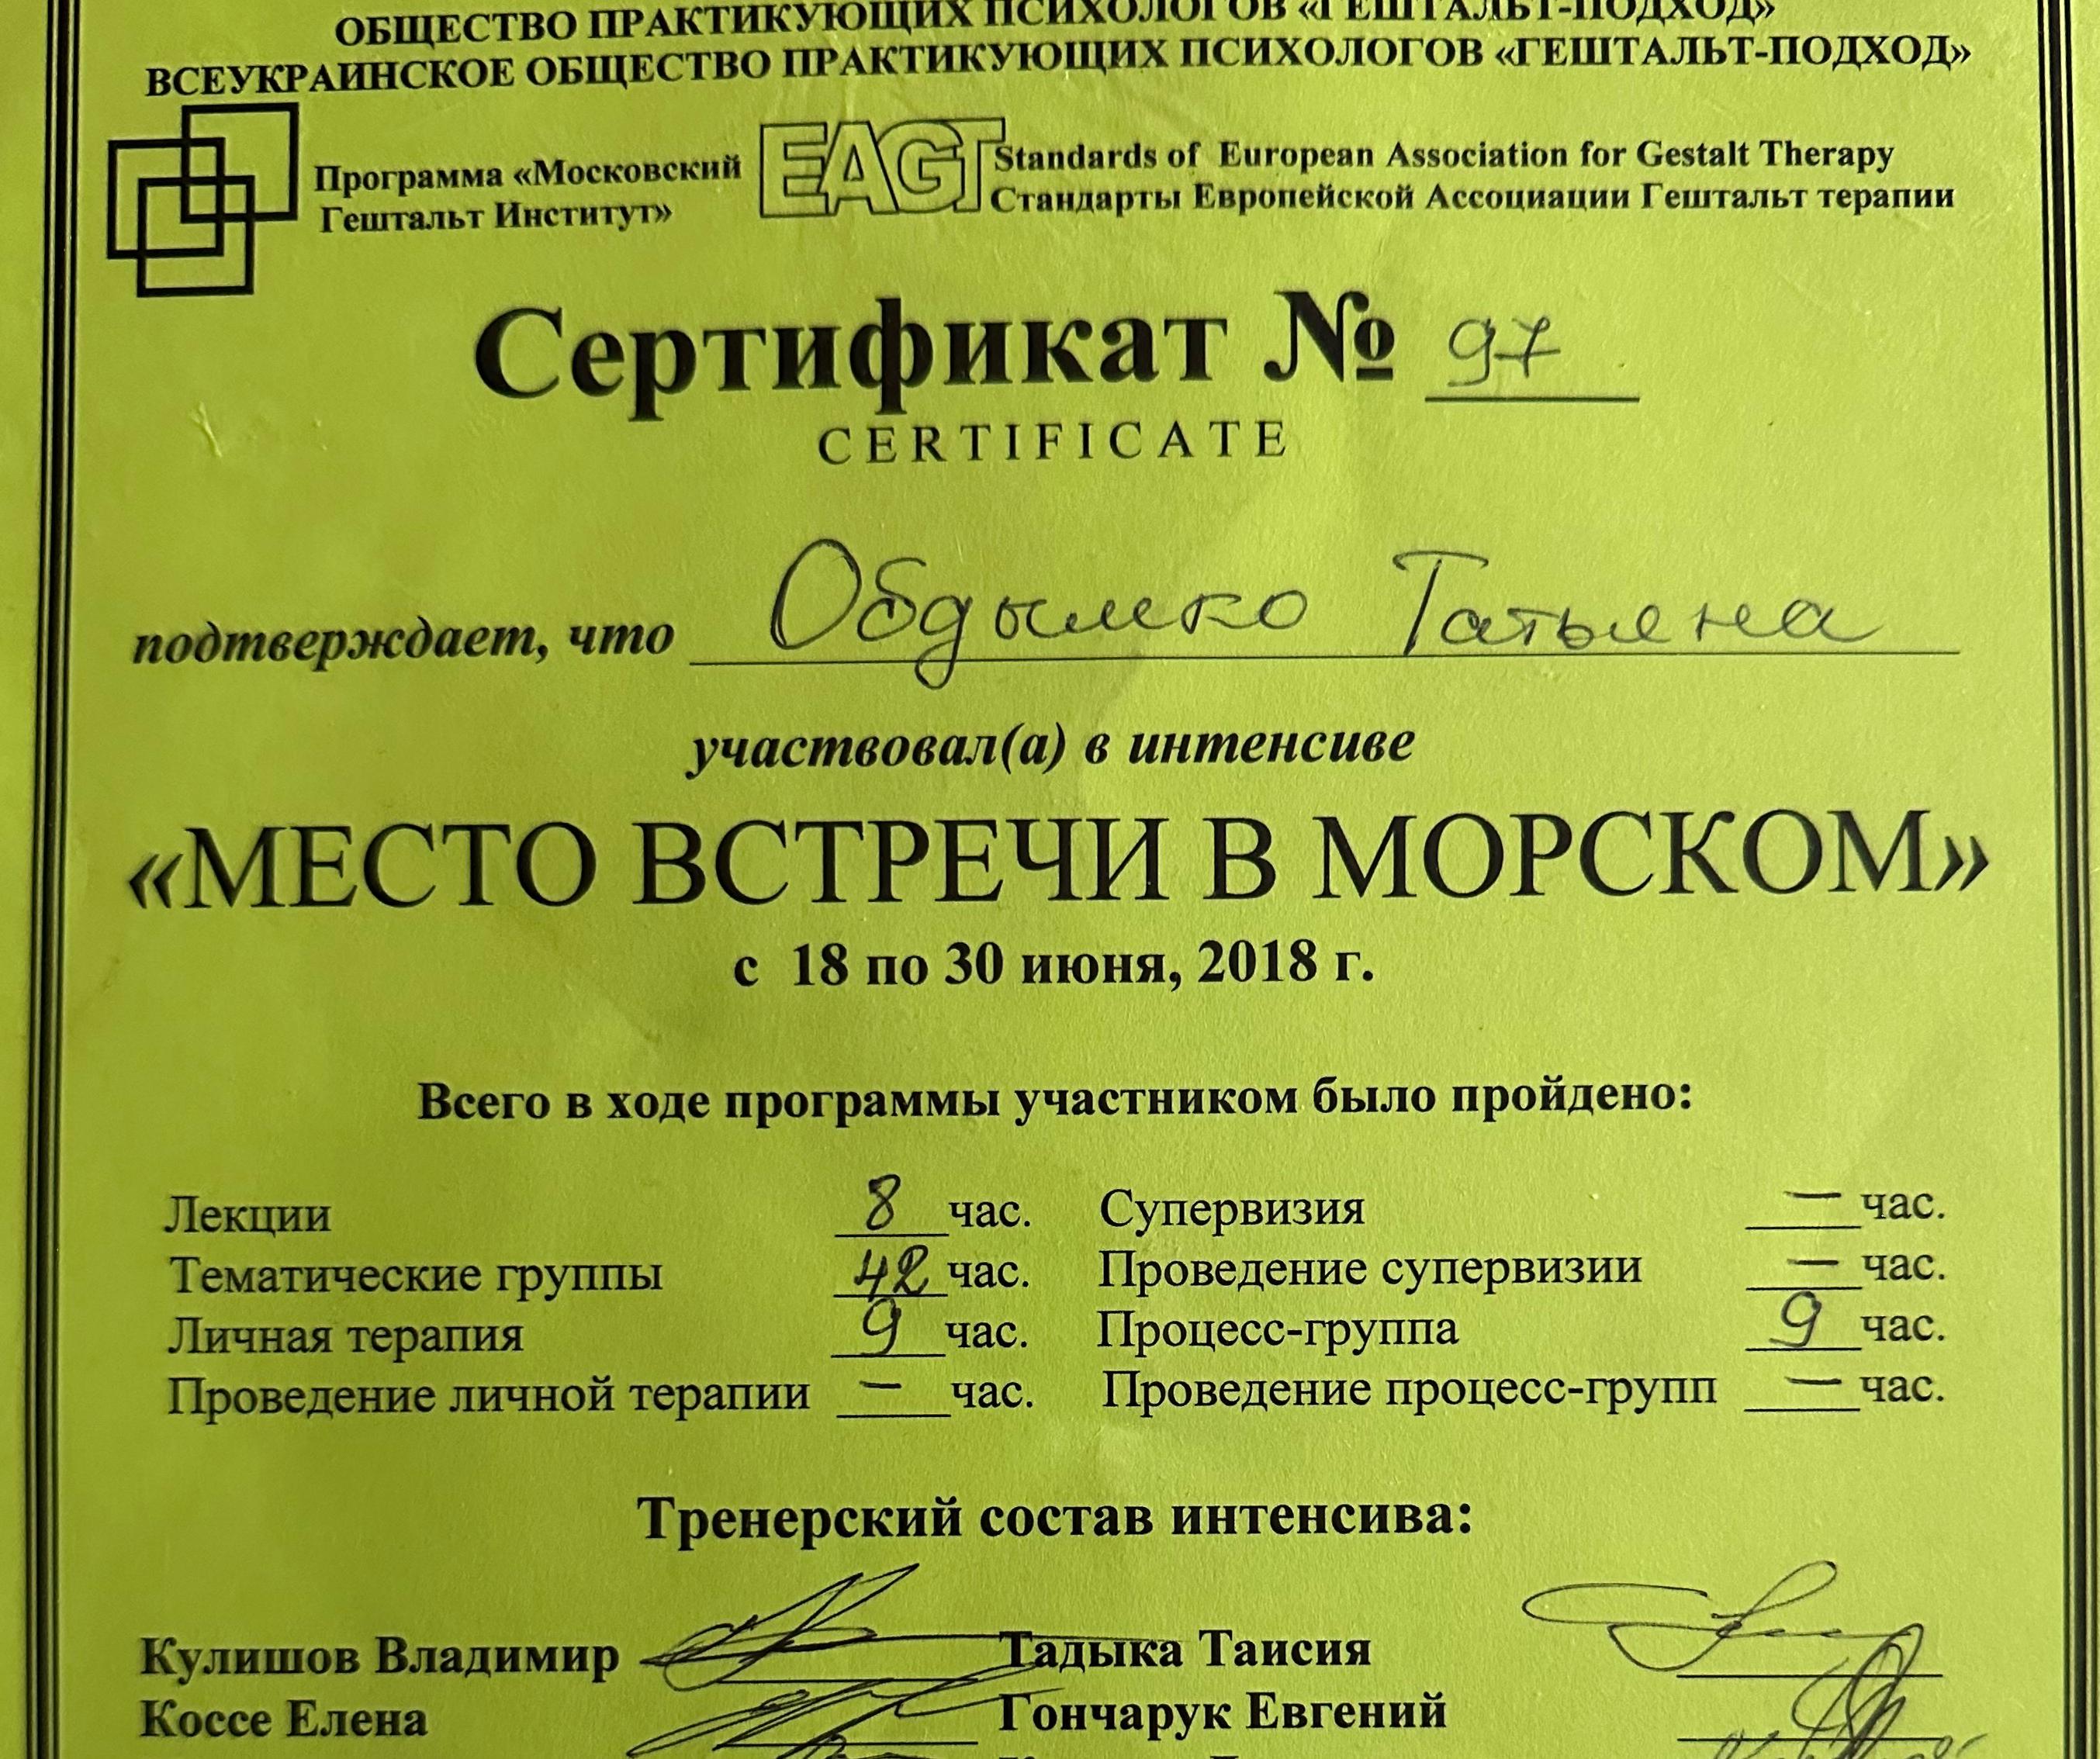 ОБЩЕСТВО ПРАКТИКУЮЩИХ ПСИХОЛОГОВ «ГЕШТАЛЬТ-ПОДХОД»
ВСЕУКРАИНСКОЕ ОБЩЕСТВО ПРАКТИКУЮЩИХ ПСИХОЛОГОВ «ГЕШТАЛЬТ-ПОДХОД»
Программа «Московский
Гештальт Институт»
EAGT
Standards of European Association for Gestalt Therapy
Стандарты Европейской Ассоциации Гештальт терапии
Сертификат № 97
CERTIFICATE
подтверждает, что Обдымко Татьяна
участвовал(а) в интенсиве
«МЕСТО ВСТРЕЧИ В МОРСКОМ»
с 18 по 30 июня, 2018 г.
Всего в ходе программы участником было пройдено:
Лекции 8 час. Супервизия — час.
Тематические группы 42 час. Проведение супервизии — час.
Личная терапия 9 час. Процесс-группа 9 час.
Проведение личной терапии — час. Проведение процесс-групп — час.
Тренерский состав интенсива:
Кулишов Владимир Тадыка Таисия
Коссе Елена Гончарук Евгений